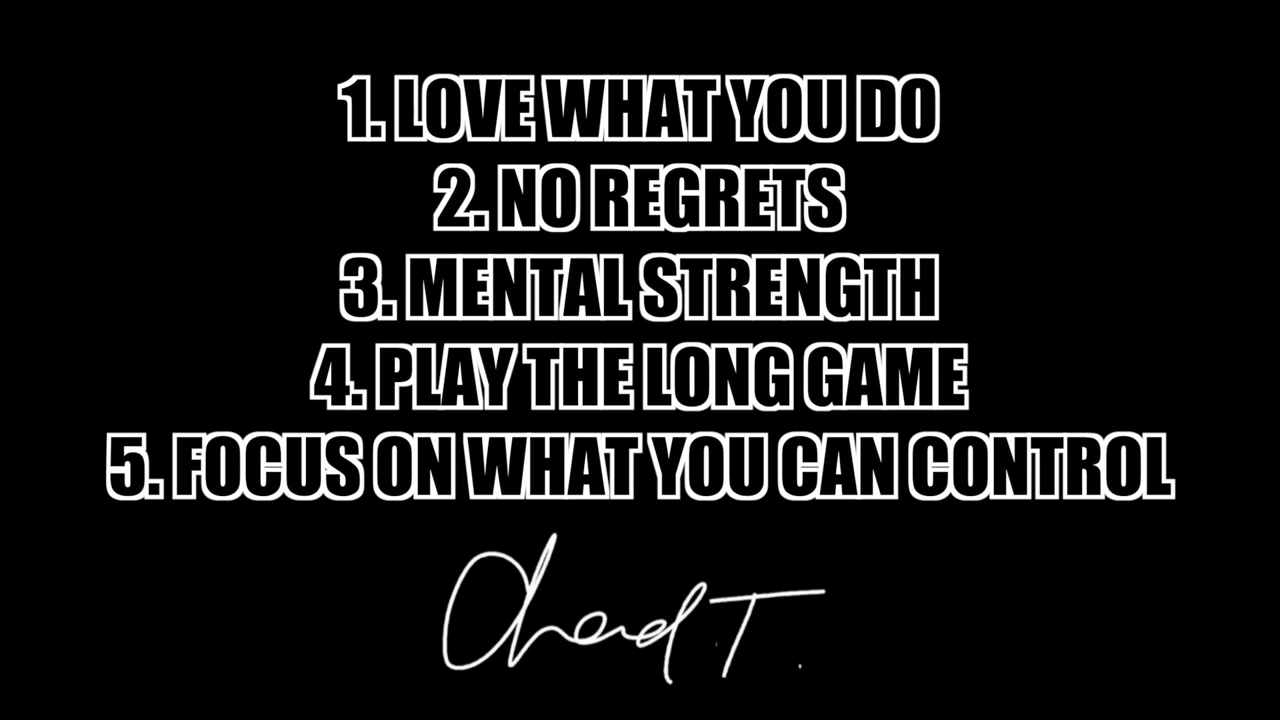 1. LOVE WHAT YOU DO
2. NO REGRETS
3. MENTAL STRENGTH
4. PLAY THE LONG GAME
5. FOCUS ON WHAT YOU CAN CONTROL
Chad T.